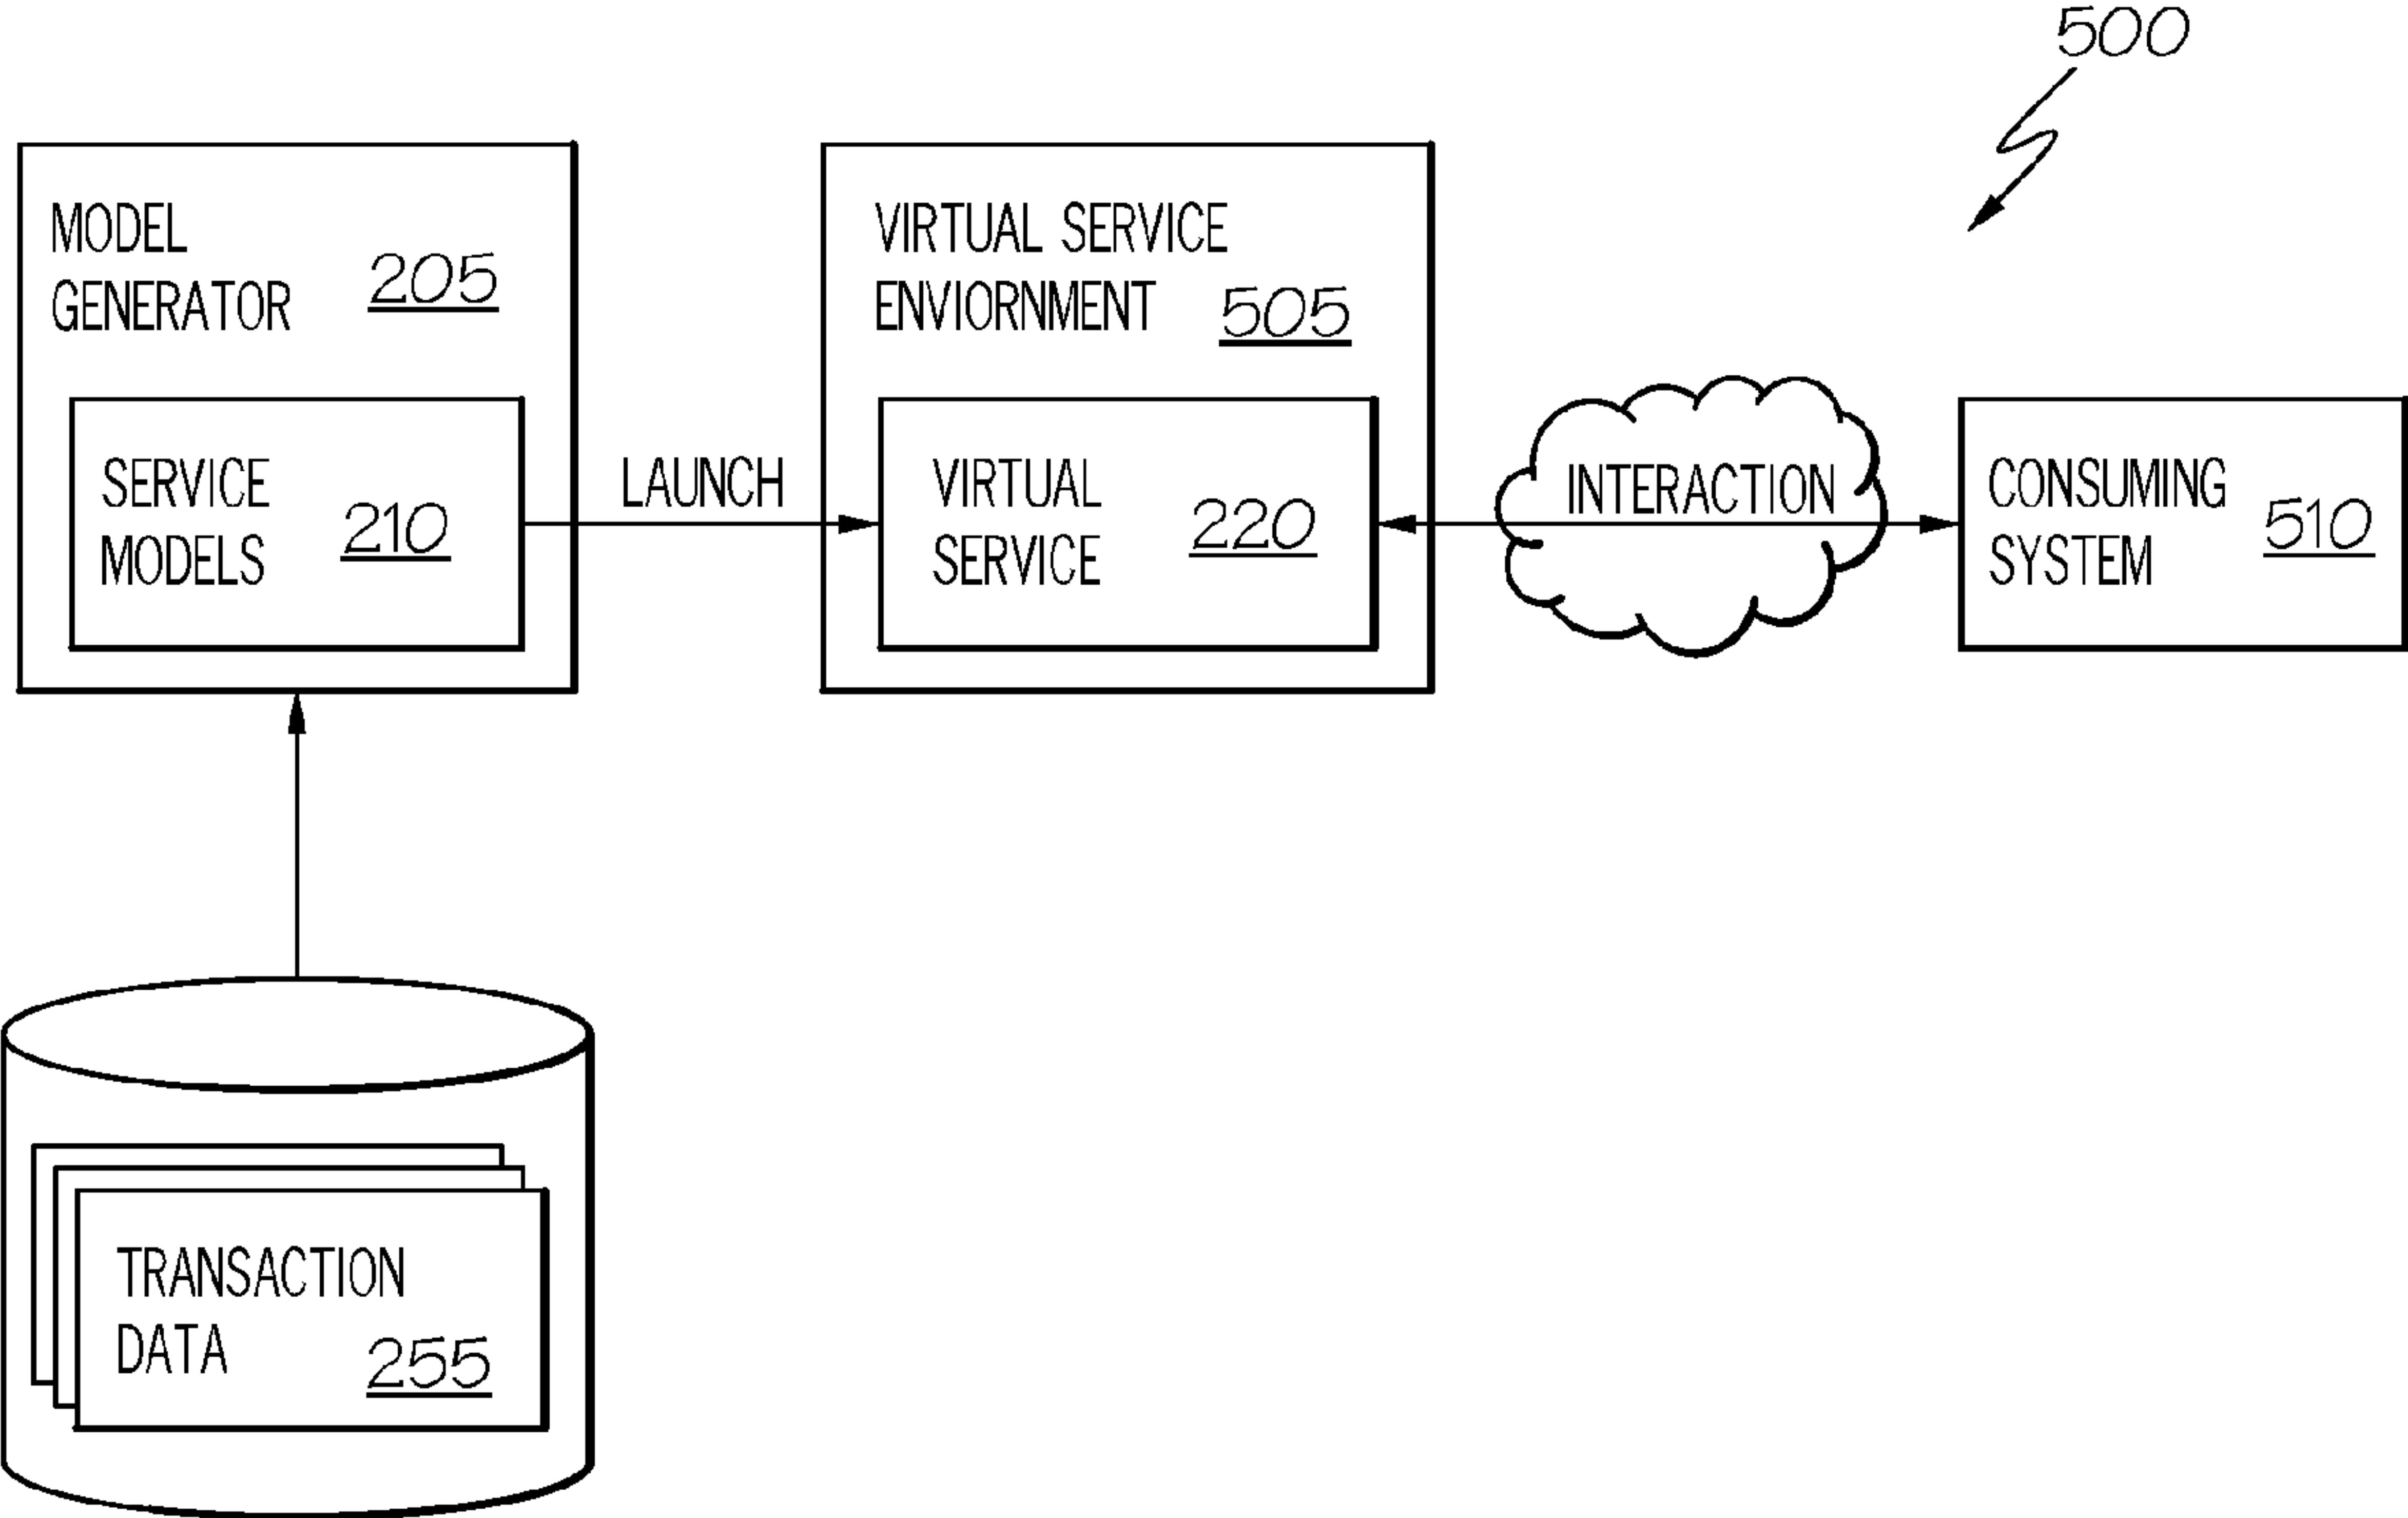 500
MODEL
GENERATOR
205
SERVICE
MODELS
210
LAUNCH
VIRTUAL SERVICE
ENVIORNMENT
505
VIRTUAL
SERVICE
220
INTERACTION
CONSUMING
SYSTEM
510
TRANSACTION
DATA
255